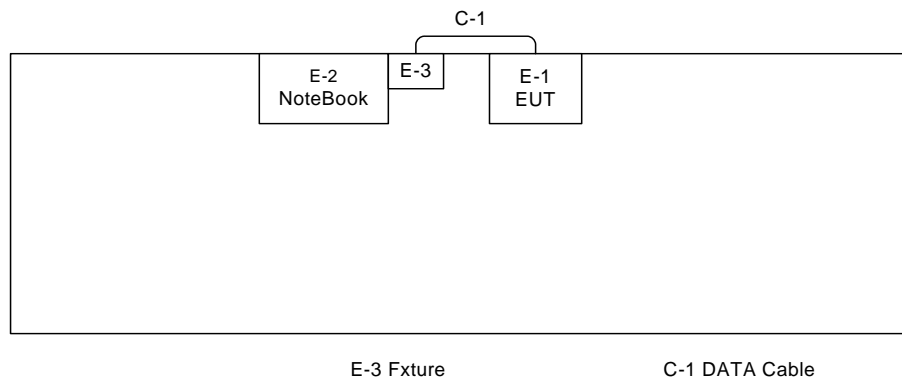 C-1
E-2
NoteBook
E-3
E-1
EUT
E-3 Fxture
C-1 DATA Cable